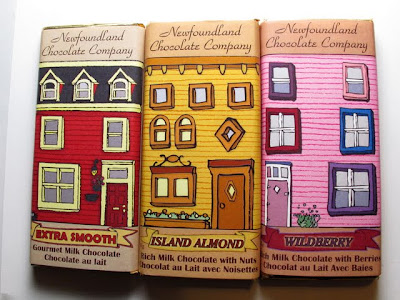 Newfoundland
Chocolate Company
EXTRA SMOOTH
Gourmet Milk Chocolate
Chocolate au lait
Newfoundland
Chocolate Company
ISLAND ALMOND
Rich Milk Chocolate with Nuts
Chocolat au Lait avec Noisettes
Newfoundland
Chocolate Company
WILDBERRY
Milk Chocolate with Berries
Chocolat au Lait Avec Baies